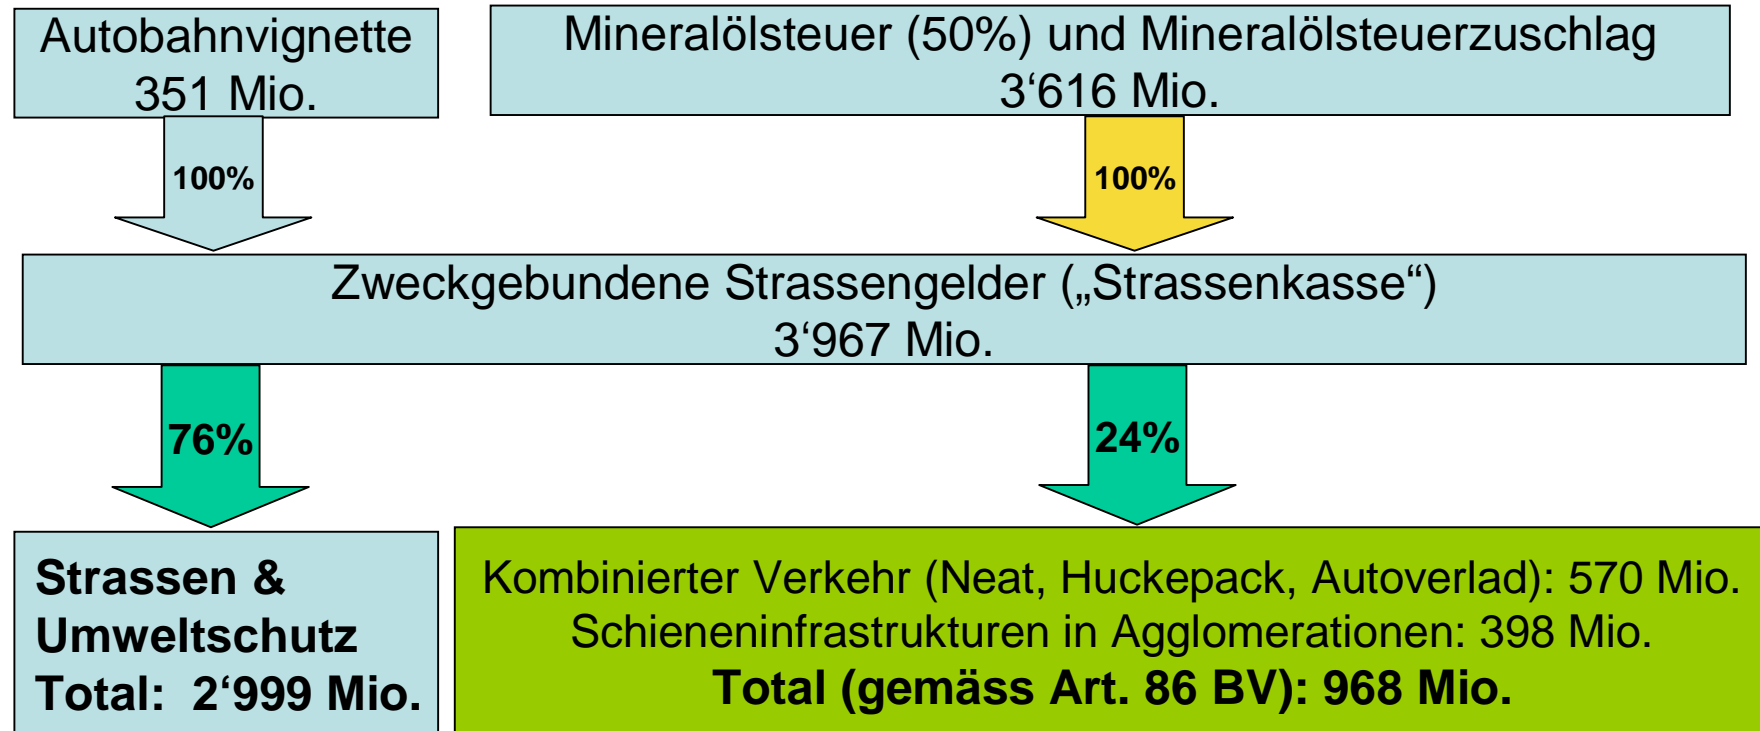 Autobahnvignette
351 Mio.
Mineralölsteuer (50%) und Mineralölsteuerzuschlag
3‘616 Mio.
100%
100%
Zweckgebundene Strassengelder („Strassenkasse“)
3‘967 Mio.
76%
24%
Strassen &
Umweltschutz
Total: 2‘999 Mio.
Kombinierter Verkehr (Neat, Huckepack, Autoverlad): 570 Mio.
Schieneninfrastrukturen in Agglomerationen: 398 Mio.
Total (gemäss Art. 86 BV): 968 Mio.